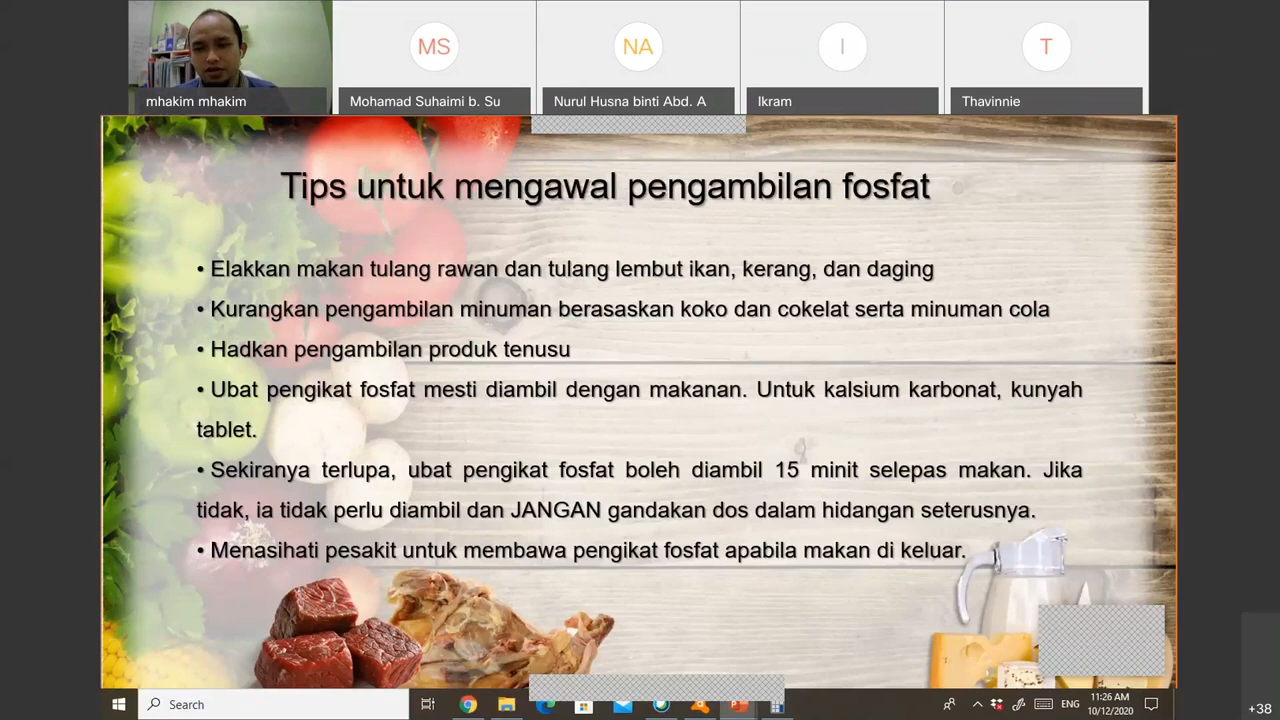 MS
NA
I
T
mhakim mhakim
Mohamad Suhaimi b. Su
Nurul Husna binti Abd. A
Ikram
Thavinnie
Tips untuk mengawal pengambilan fosfat
• Elakkan makan tulang rawan dan tulang lembut ikan, kerang, dan daging
• Kurangkan pengambilan minuman berasaskan koko dan cokelat serta minuman cola
• Hadkan pengambilan produk tenusu
• Ubat pengikat fosfat mesti diambil dengan makanan. Untuk kalsium karbonat, kunyah
tablet.
• Sekiranya terlupa, ubat pengikat fosfat boleh diambil 15 minit selepas makan. Jika
tidak, ia tidak perlu diambil dan JANGAN gandakan dos dalam hidangan seterusnya.
• Menasihati pesakit untuk membawa pengikat fosfat apabila makan di keluar.
Search
ENG
11:26 AM
10/12/2020
+38